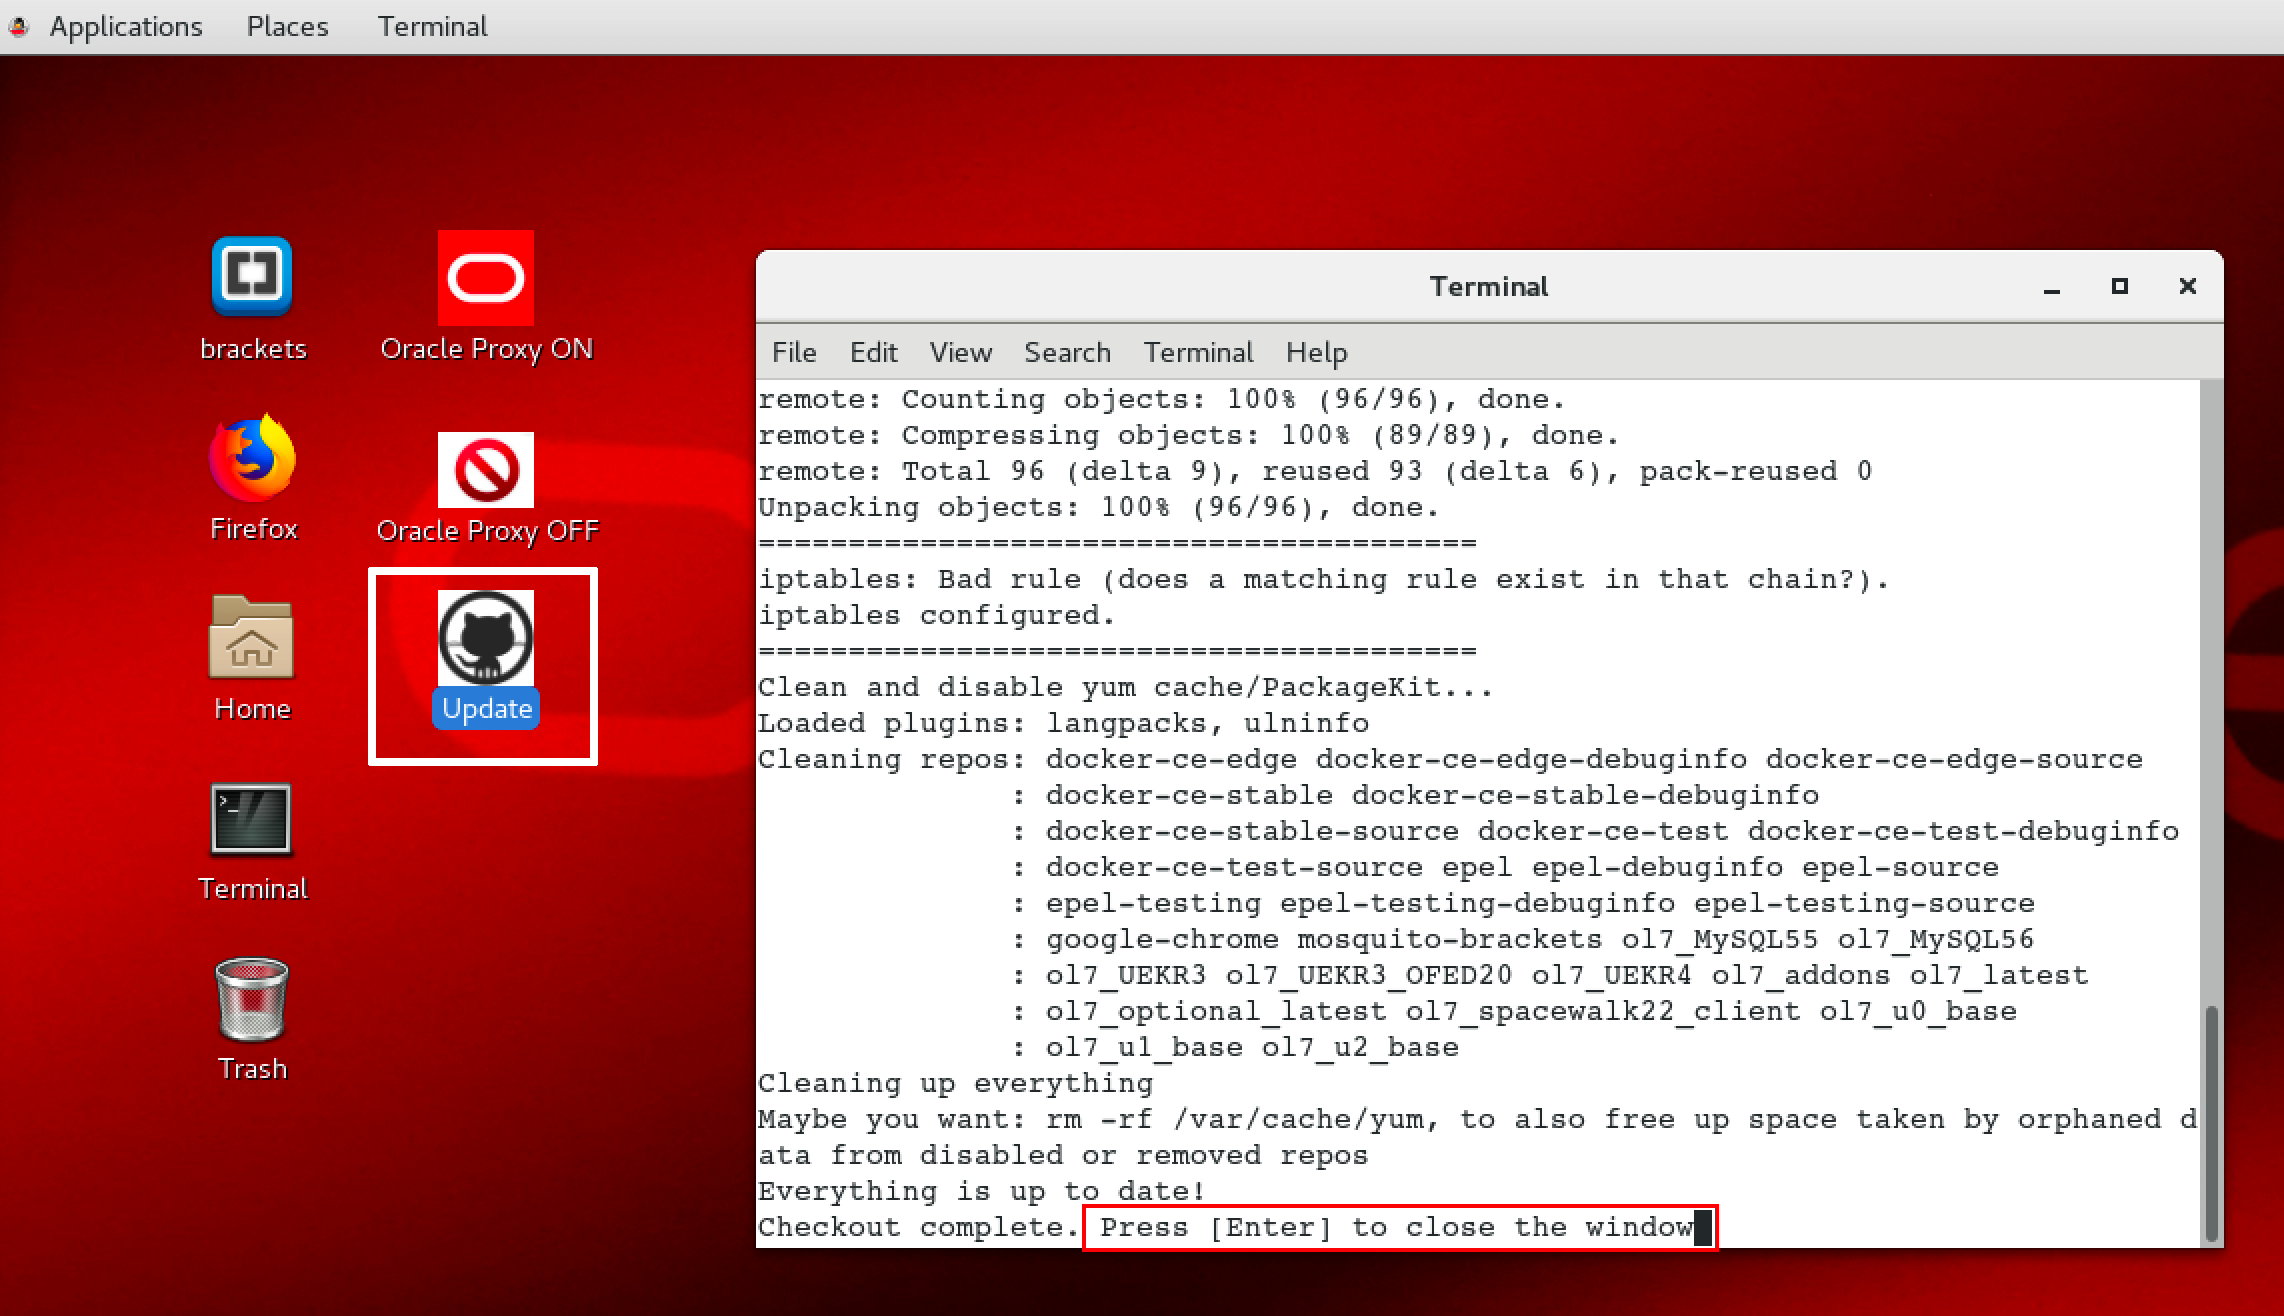 Applications Places Terminal
brackets
Oracle Proxy ON
Firefox
Oracle Proxy OFF
Home
Update
Terminal
Trash
Terminal
File Edit View Search Terminal Help
remote: Counting objects: 100% (96/96), done.
remote: Compressing objects: 100% (89/89), done.
remote: Total 96 (delta 9), reused 93 (delta 6), pack-reused 0
Unpacking objects: 100% (96/96), done.
========================================
iptables: Bad rule (does a matching rule exist in that chain?).
iptables configured.
========================================
Clean and disable yum cache/PackageKit...
Loaded plugins: langpacks, ulninfo
Cleaning repos: docker-ce-edge docker-ce-edge-debuginfo docker-ce-edge-source
: docker-ce-stable docker-ce-stable-debuginfo
: docker-ce-stable-source docker-ce-test docker-ce-test-debuginfo
: docker-ce-test-source epel epel-debuginfo epel-source
: epel-testing epel-testing-debuginfo epel-testing-source
: google-chrome mosquito-brackets ol7_MySQL55 ol7_MySQL56
: ol7_UEKR3 ol7_UEKR3_OFED20 ol7_UEKR4 ol7_addons ol7_latest
: ol7_optional_latest ol7_spacewalk22_client ol7_u0_base
: ol7_u1_base ol7_u2_base
Cleaning up everything
Maybe you want: rm -rf /var/cache/yum, to also free up space taken by orphaned d
ata from disabled or removed repos
Everything is up to date!
Checkout complete. Press [Enter] to close the window